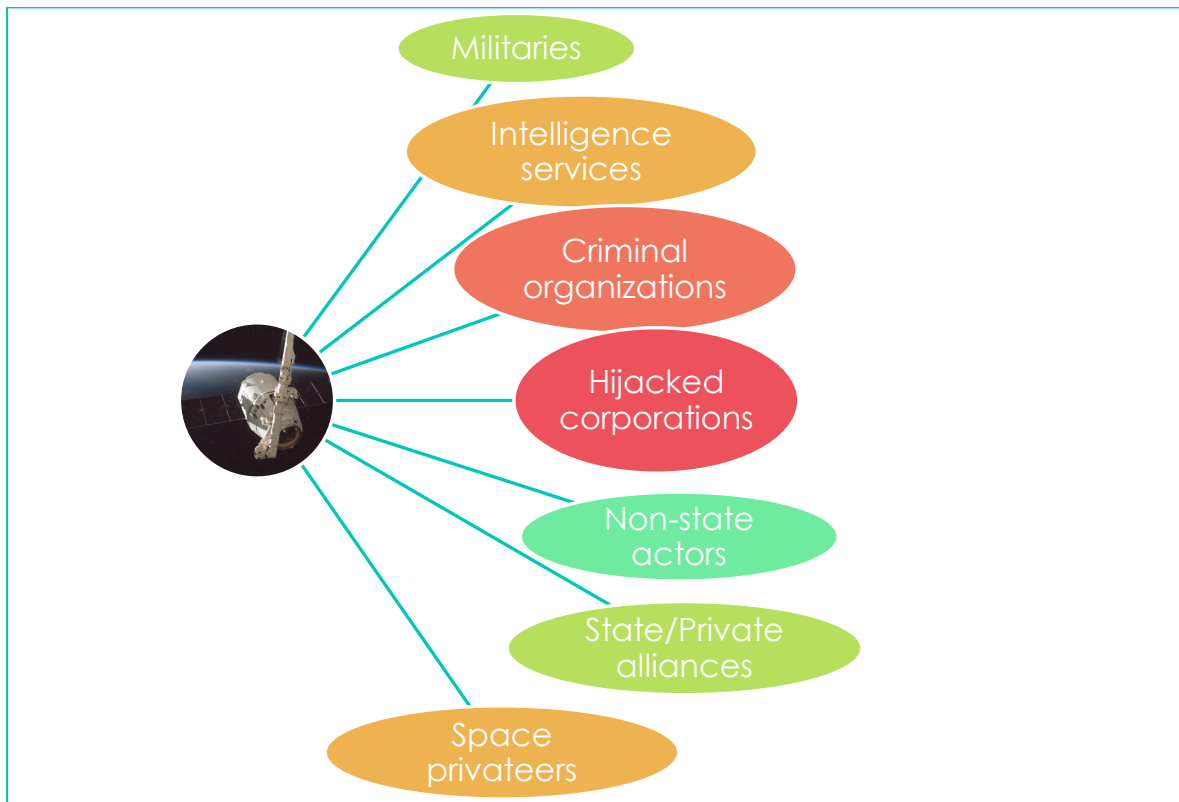 Militaries
Intelligence
services
Criminal
organizations
Hijacked
corporations
Non-state
actors
State/Private
alliances
Space
privateers